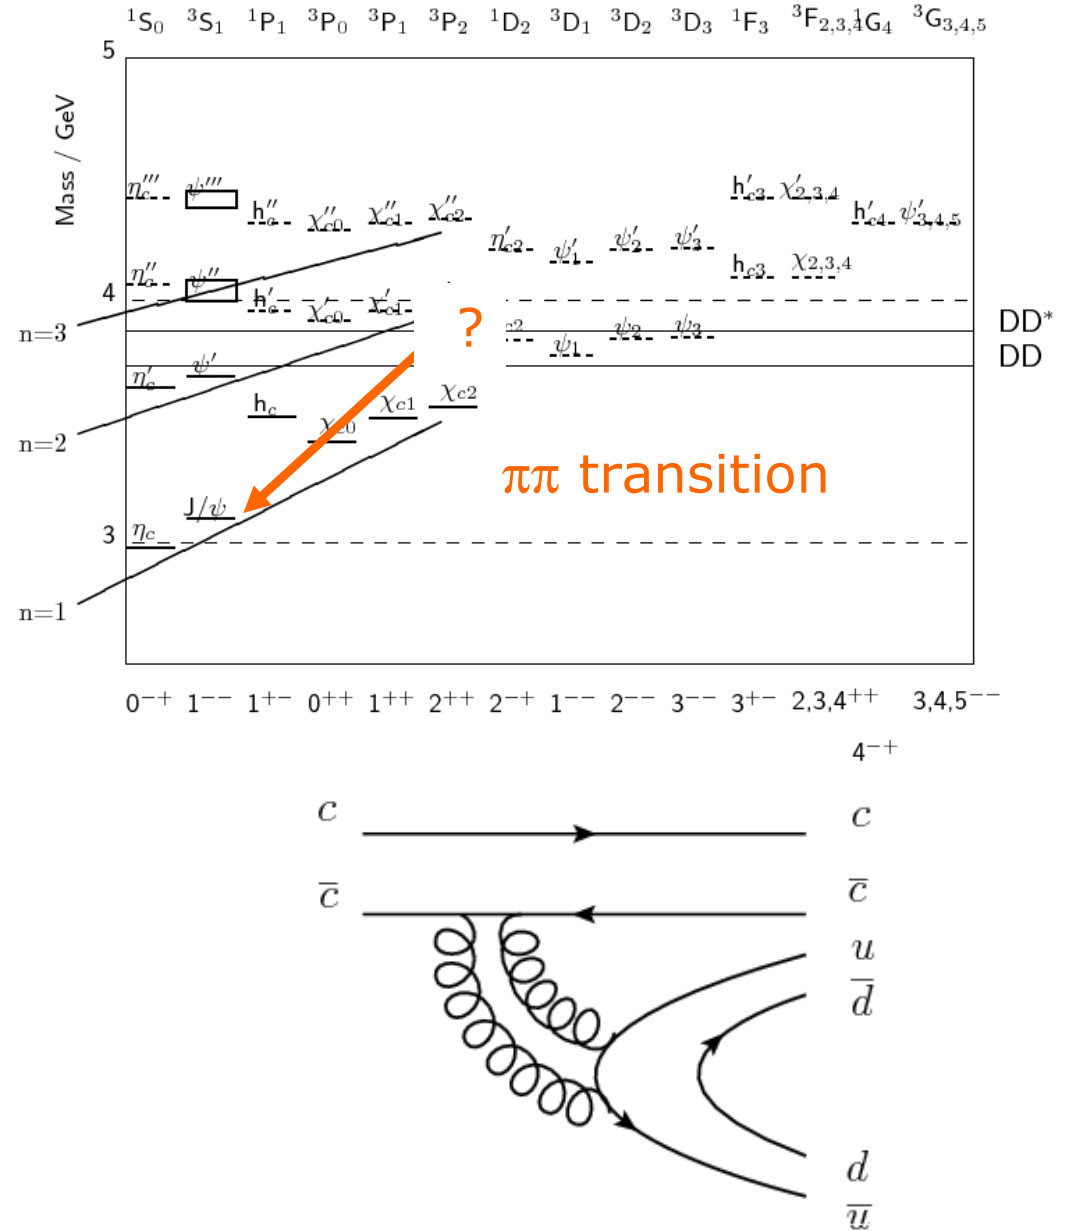 ¹S₀ ³S₁ ¹P₁ ³P₀ ³P₁ ³P₂ ¹D₂ ³D₁ ³D₂ ³D₃ ¹F₃ ³F₂,₃,₄ ¹G₄ ³G₃,₄,₅
5
Mass / GeV
η‴c ψ‴ h′c3 χ′2,3,4
h″c χ″c0 χ″c1 χ″c2 h′c4 ψ′3,4,5
η′c2 ψ′1 ψ′2 ψ′3
η″c ψ″ hc3 χ2,3,4
4
h′c χ′c0 χ′c1
n=3 ? c2 ψ1 ψ2 ψ3 DD*
DD
η′c ψ′
hc χc0 χc1 χc2
n=2
ππ transition
J/ψ
3 ηc
n=1
0⁻⁺ 1⁻⁻ 1⁺⁻ 0⁺⁺ 1⁺⁺ 2⁺⁺ 2⁻⁺ 1⁻⁻ 2⁻⁻ 3⁻⁻ 3⁺⁻ 2,3,4⁺⁺ 3,4,5⁻⁻
4⁻⁺
c c
c̅ c̅
u
d̅
d
u̅